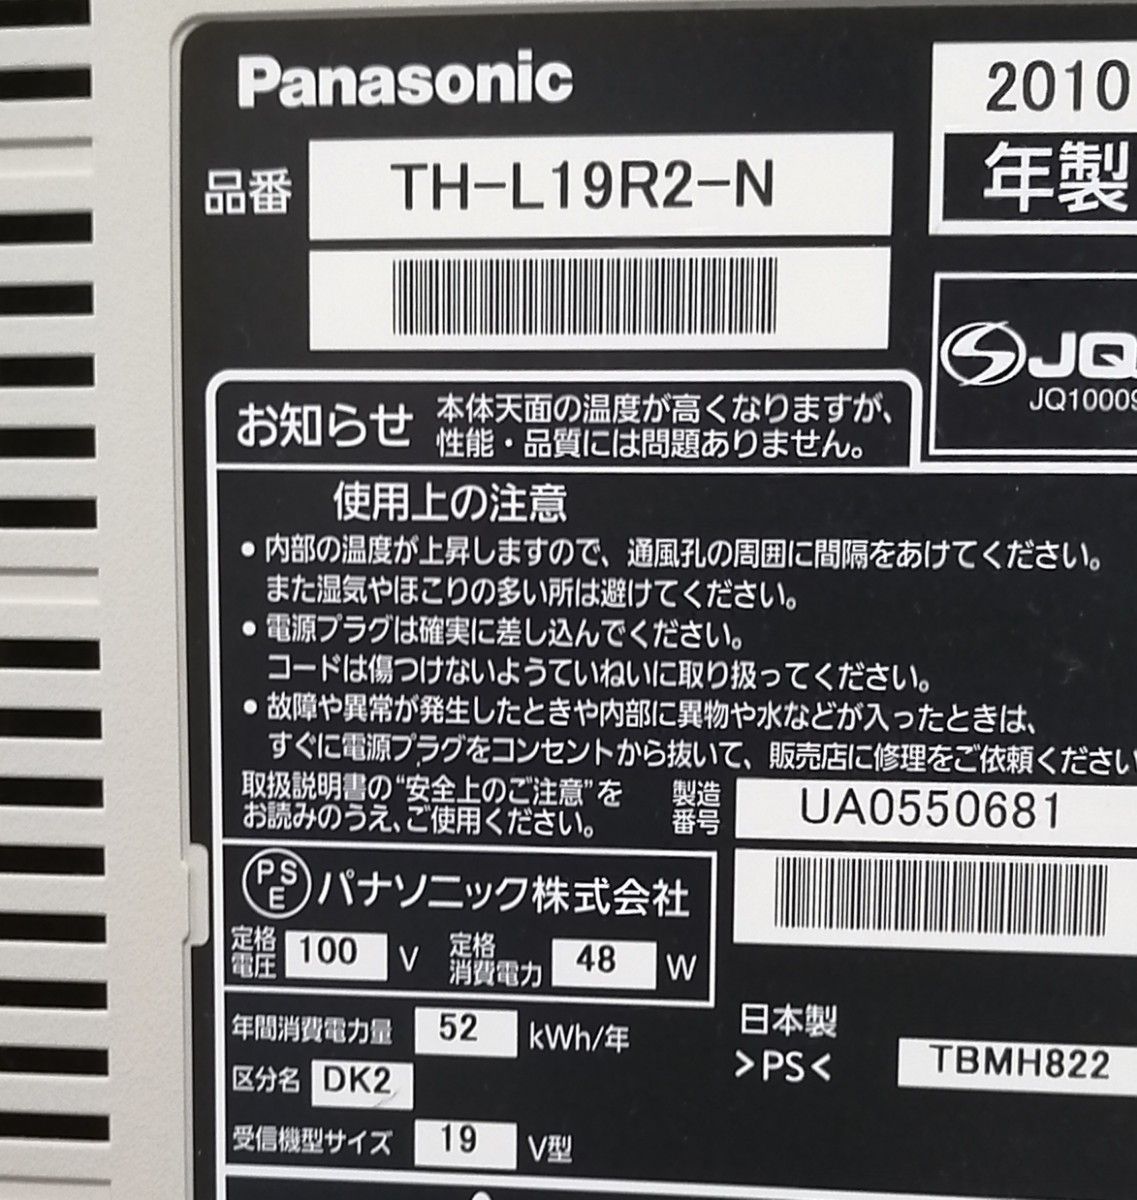 Panasonic
2010
年製
品番
TH-L19R2-N
JQ
JQ1000S
お知らせ
本体天面の温度が高くなりますが、
性能・品質には問題ありません。
使用上の注意
●内部の温度が上昇しますので、通風孔の周囲に間隔をあけてください。
また湿気やほこりの多い所は避けてください。
●電源プラグは確実に差し込んでください。
コードは傷つけないようていねいに取り扱ってください。
●故障や異常が発生したときや内部に異物や水などが入ったときは、
すぐに電源プラグをコンセントから抜いて、販売店に修理をご依頼ください
取扱説明書の"安全上のご注意"を
お読みのうえ、ご使用ください。
製造
番号
UA0550681
PS
E
パナソニック株式会社
定格
電圧
100
V
定格
消費電力
48
W
年間消費電力量
52
kWh/年
日本製
>PS<
TBMH822
区分名
DK2
受信機型サイズ
19
V型